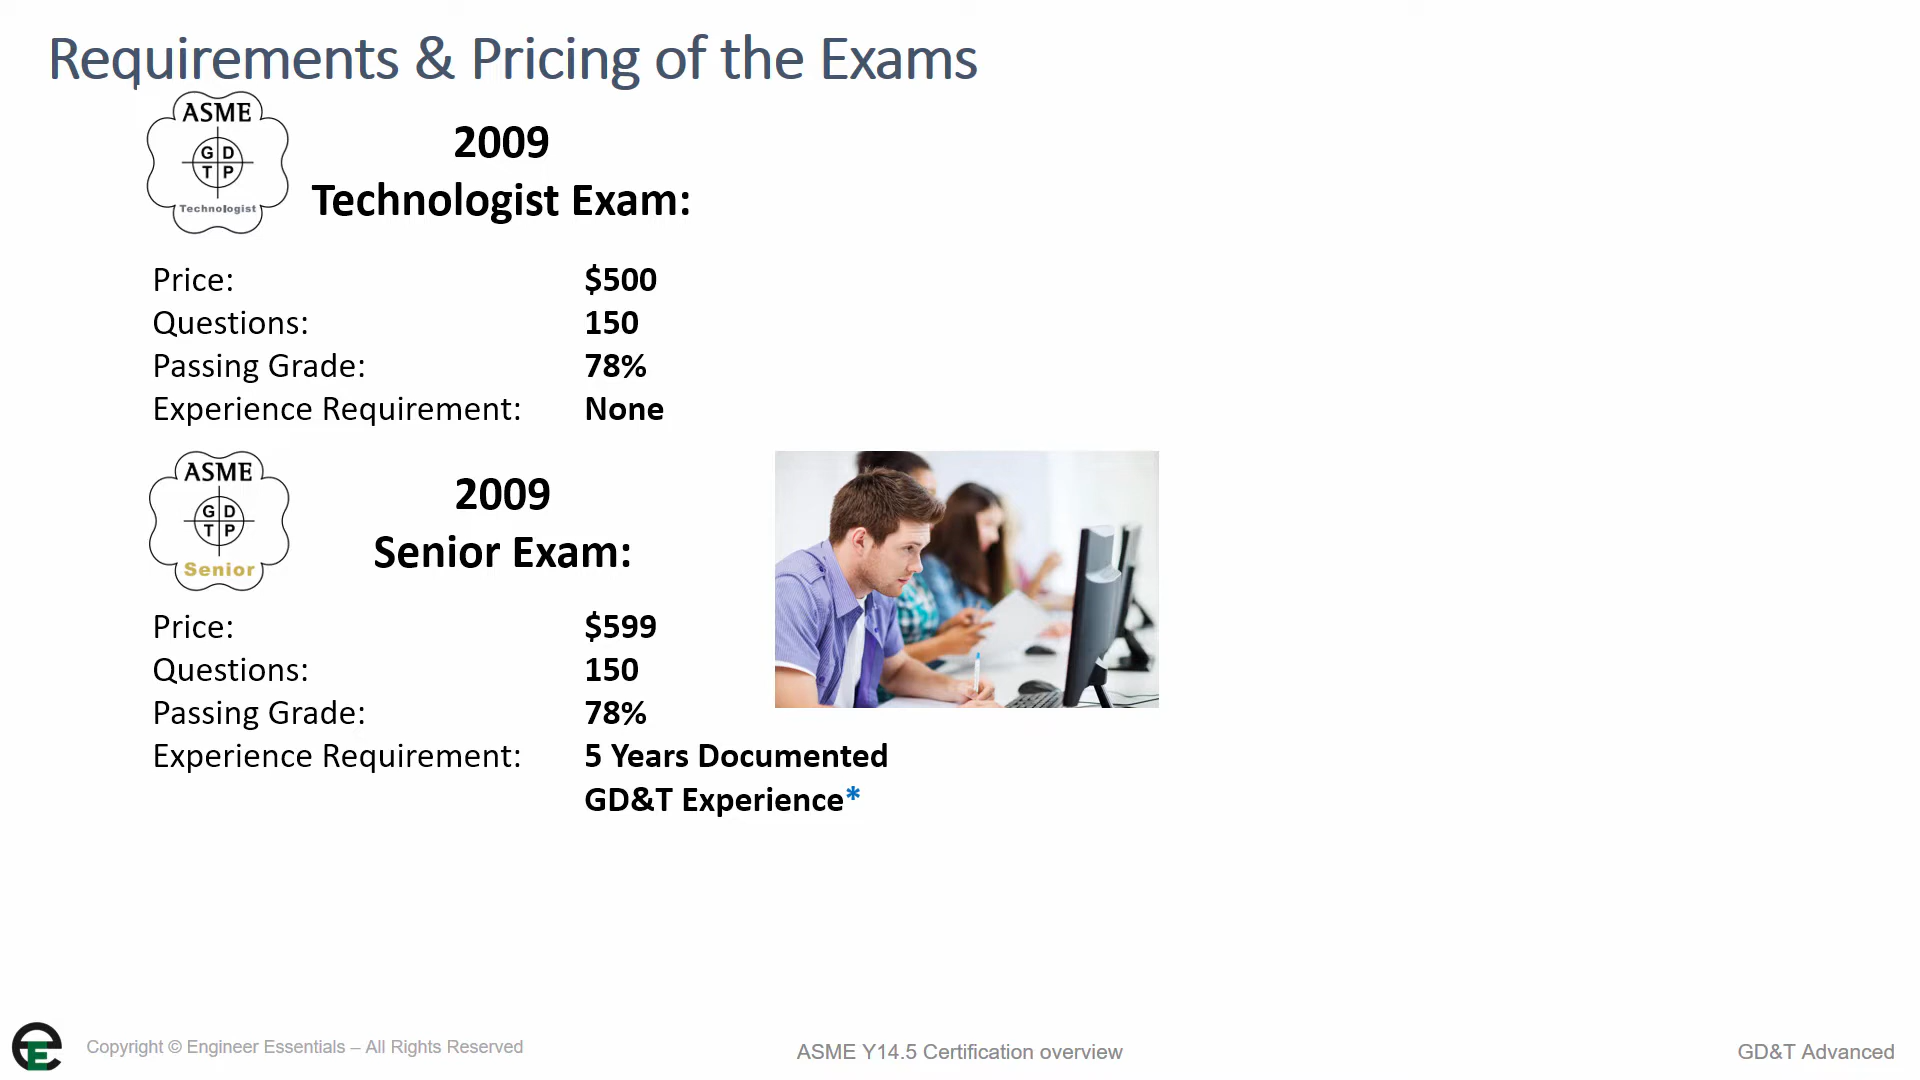 Requirements & Pricing of the Exams
ASME
G D
T P
Technologist
2009
Technologist Exam:
Price: $500
Questions: 150
Passing Grade: 78%
Experience Requirement: None
ASME
G D
T P
Senior
2009
Senior Exam:
Price: $599
Questions: 150
Passing Grade: 78%
Experience Requirement: 5 Years Documented
GD&T Experience*
E
Copyright © Engineer Essentials – All Rights Reserved
ASME Y14.5 Certification overview
GD&T Advanced